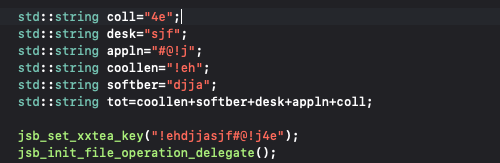 std::string coll="4e";
std::string desk="sjf";
std::string appln="#@!j";
std::string coollen="!eh";
std::string softber="djja";
std::string tot=coollen+softber+desk+appln+coll;
jsb_set_xxtea_key("!ehdjjasjf#@!j4e");
jsb_init_file_operation_delegate();